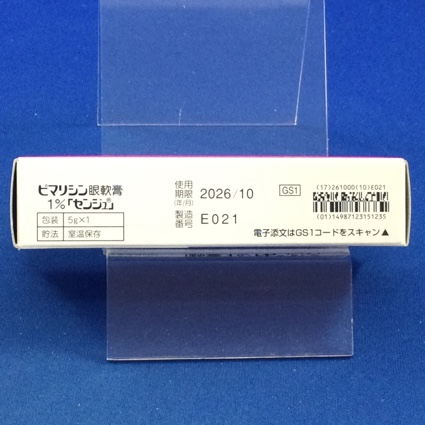 ピマリシン眼軟膏
1%「センジュ」
包装 5g×1
貯法 室温保存
使用期限(年/月) 2026/10
製造番号 E021
GS1
(17)261000(10)E021
(01)14987123151235
電子添文はGS1コードをスキャン▲